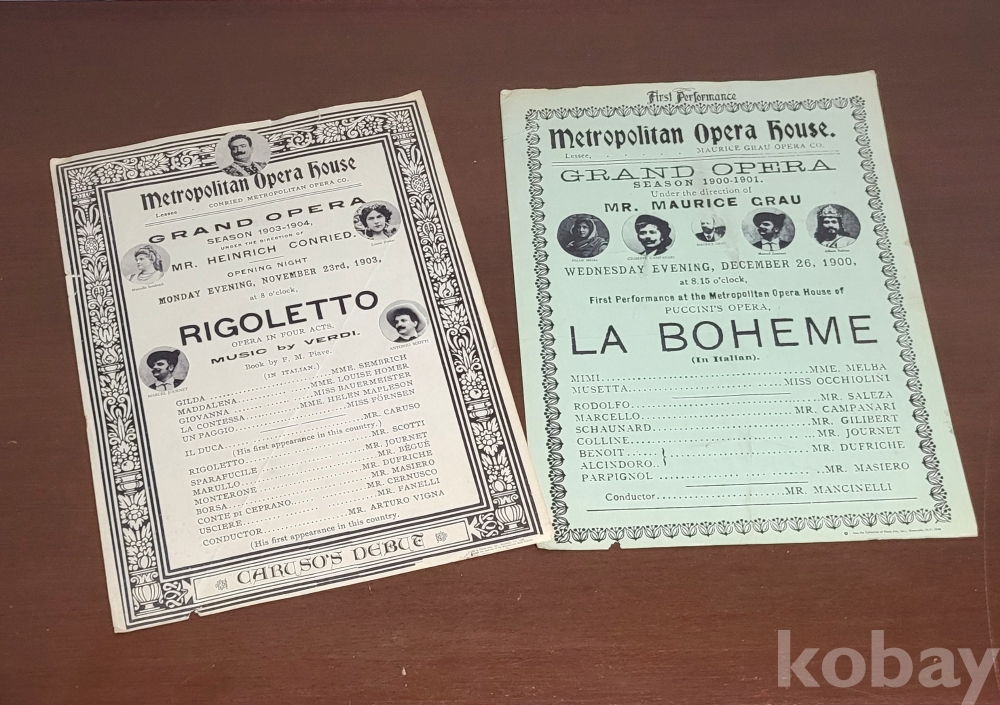 Metropolitan Opera House
Lessee - CONRIED METROPOLITAN OPERA CO.
GRAND OPERA
SEASON 1903-1904,
UNDER THE DIRECTION OF
MR. HEINRICH CONRIED.
OPENING NIGHT
MONDAY EVENING, NOVEMBER 23rd, 1903,
at 8 o'clock,
RIGOLETTO
OPERA IN FOUR ACTS.
MUSIC by VERDI.
Book by F. M. Piave.
(IN ITALIAN.)
MARCEL JOURNET
ANTONIO SCOTTI
GILDA MME. SEMBRICH
MADDALENA MME. LOUISE HOMER
GIOVANNA MISS BAUERMEISTER
LA CONTESSA MME. HELEN MAPLESON
UN PAGGIO MISS PÖRNSEN
IL DUCA MR. CARUSO
(His first appearance in this country.)
RIGOLETTO MR. SCOTTI
SPARAFUCILE MR. JOURNET
MARULLO MR. BÉGUÉ
MONTERONE MR. DUFRICHE
BORSA MR. MASIERO
CONTE DI CEPRANO MR. CERNUSCO
USCIERE MR. FANELLI
CONDUCTOR MR. ARTURO VIGNA
(His first appearance in this country.
CARUSO'S DEBUT
First Performance
Metropolitan Opera House.
Lessee, MAURICE GRAU OPERA CO.
GRAND OPERA
SEASON 1900-1901.
Under the direction of
MR. MAURICE GRAU
WEDNESDAY EVENING, DECEMBER 26, 1900,
at 8.15 o'clock,
First Performance at the Metropolitan Opera House of
PUCCINI'S OPERA,
LA BOHEME
(In Italian).
MIMI MME. MELBA
MUSETTA MISS OCCHIOLINI
RODOLFO MR. SALEZA
MARCELLO MR. CAMPANARI
SCHAUNARD MR. GILIBERT
COLLINE MR. JOURNET
BENOIT MR. DUFRICHE
ALCINDORO
PARPIGNOL MR. MASIERO
Conductor MR. MANCINELLI
kobay